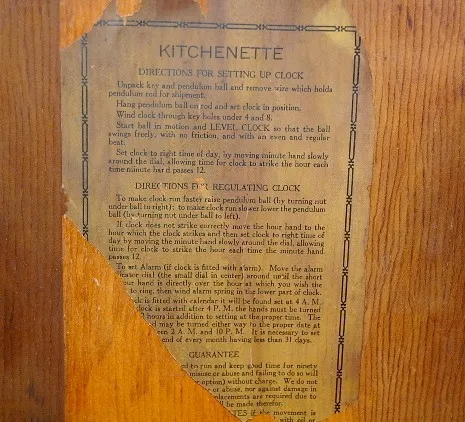 KITCHENETTE
DIRECTIONS FOR SETTING UP CLOCK
Unpack key and pendulum ball and remove wire which holds
pendulum rod for shipment.
Hang pendulum ball on rod and set clock in position.
Wind clock through key holes under 4 and 8.
Start ball in motion and LEVEL CLOCK so that the ball
swings freely, with no friction, and with an even and regular
beat.
Set clock to right time of day, by moving minute hand slowly
around the dial, allowing time for clock to strike the hour each
time minute hand passes 12.
DIRECTIONS FOR REGULATING CLOCK
To make clock run faster raise pendulum ball (by turning nut
under ball to right); to make clock run slower lower the pendulum
ball (by turning nut under ball to left).
If clock does not strike correctly move the hour hand to the
hour which the clock strikes and then set clock to right time of
day by moving the minute hand slowly around the dial, allowing
time for clock to strike the hour each time the minute hand
passes 12.
To set Alarm (if clock is fitted with alarm). Move the alarm
dial (the small dial in center) around until the short
hour hand is directly over the hour at which you wish the
to ring, then wind alarm spring in the lower part of clock.
is fitted with calendar it will be found set at 4 A. M.
clock is started after 4 P. M. the hands must be turned
hours in addition to setting at the proper time. The
may be turned either way to the proper date at
2 A. M. and 10 P. M. It is necessary to set
end of every month having less than 31 days.
GUARANTEE
to run and keep good time for ninety
misuse or abuse and failing to do so will
option) without charge. We do not
or abuse, nor against damage in
are required due to
be made therefor.
if the movement is
with